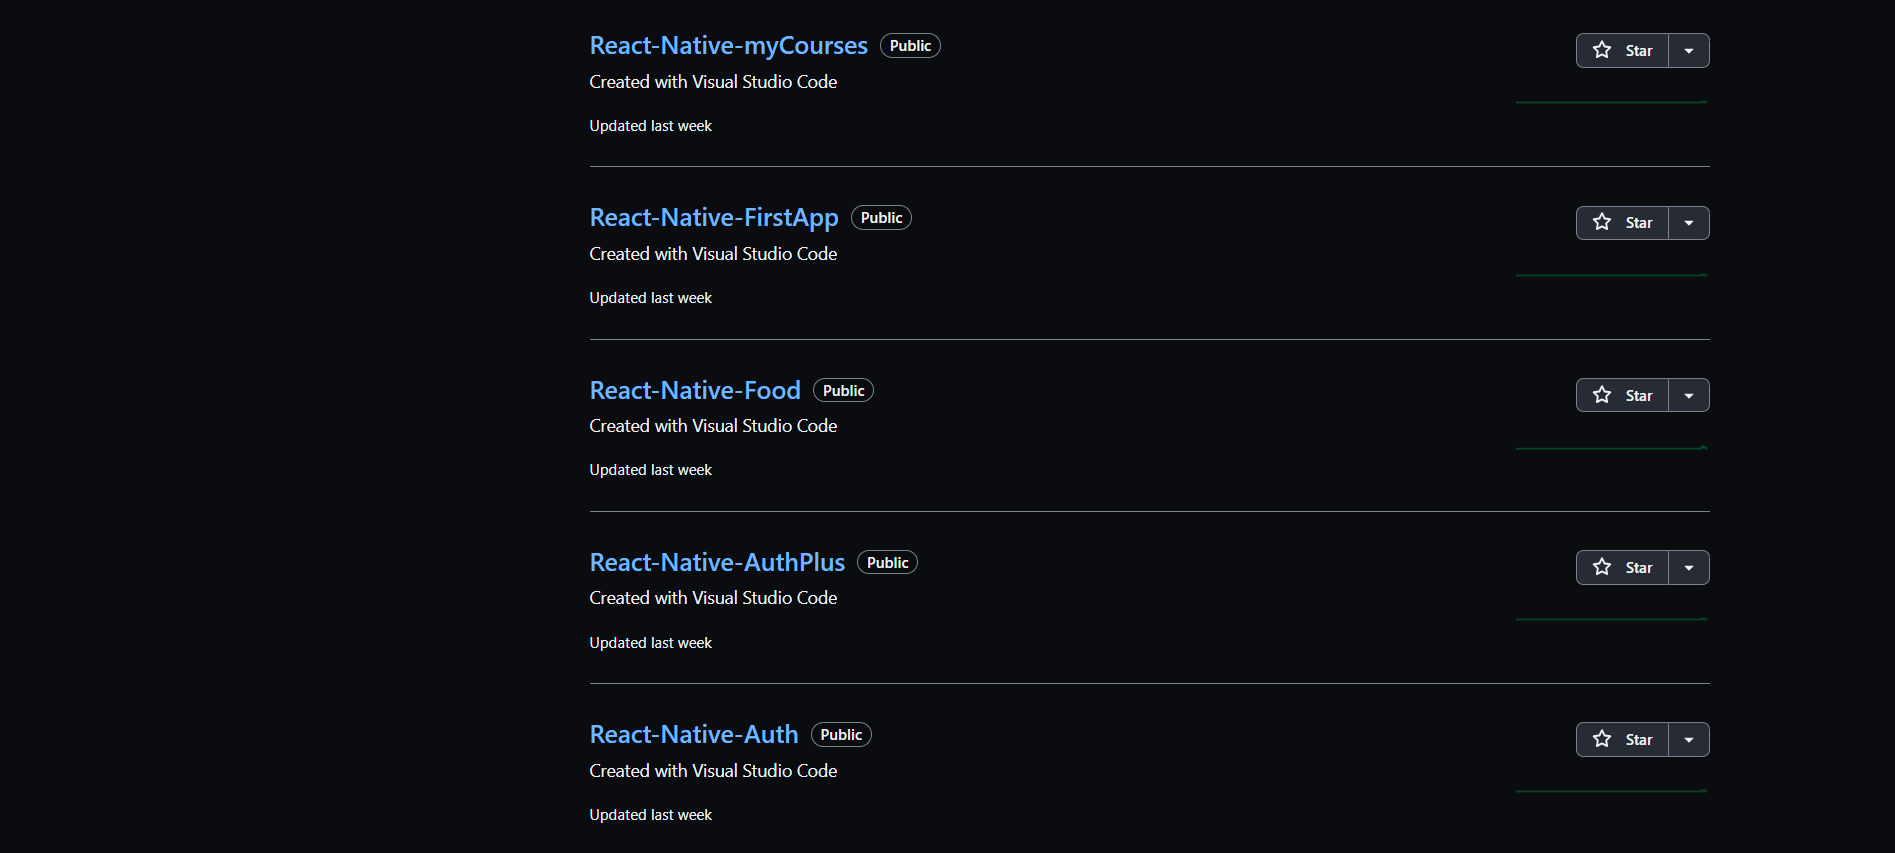 React-Native-myCourses Public Star
Created with Visual Studio Code
Updated last week
React-Native-FirstApp Public Star
Created with Visual Studio Code
Updated last week
React-Native-Food Public Star
Created with Visual Studio Code
Updated last week
React-Native-AuthPlus Public Star
Created with Visual Studio Code
Updated last week
React-Native-Auth Public Star
Created with Visual Studio Code
Updated last week